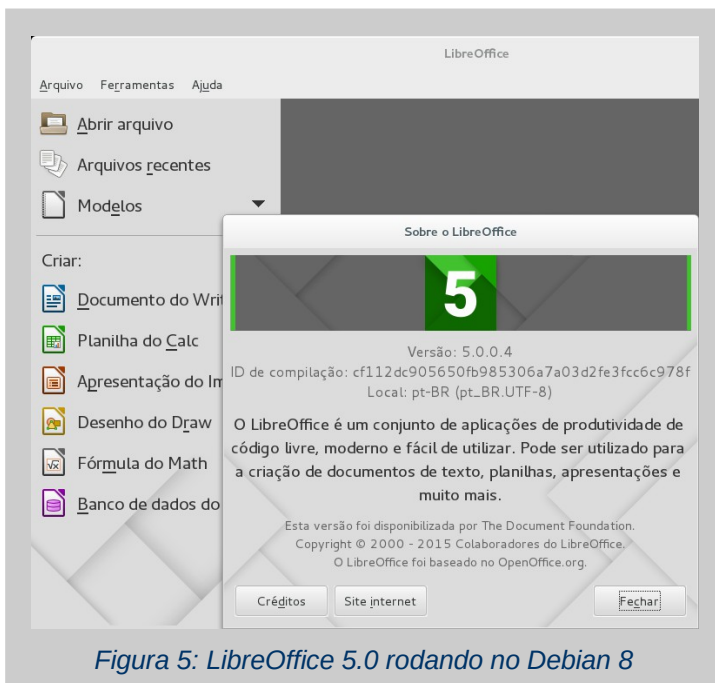 LibreOffice
Arquivo Ferramentas Ajuda
Abrir arquivo
Arquivos recentes
Modelos
Criar:
Documento do Writ
Planilha do Calc
Apresentação do Im
Desenho do Draw
Fórmula do Math
Banco de dados do
Sobre o LibreOffice
5
Versão: 5.0.0.4
ID de compilação: cf112dc905650fb985306a7a03d2fe3fcc6c978f
Local: pt-BR (pt_BR.UTF-8)
O LibreOffice é um conjunto de aplicações de produtividade de
código livre, moderno e fácil de utilizar. Pode ser utilizado para
a criação de documentos de texto, planilhas, apresentações e
muito mais.
Esta versão foi disponibilizada por The Document Foundation.
Copyright © 2000 - 2015 Colaboradores do LibreOffice.
O LibreOffice foi baseado no OpenOffice.org.
Créditos Site internet Fechar
Figura 5: LibreOffice 5.0 rodando no Debian 8